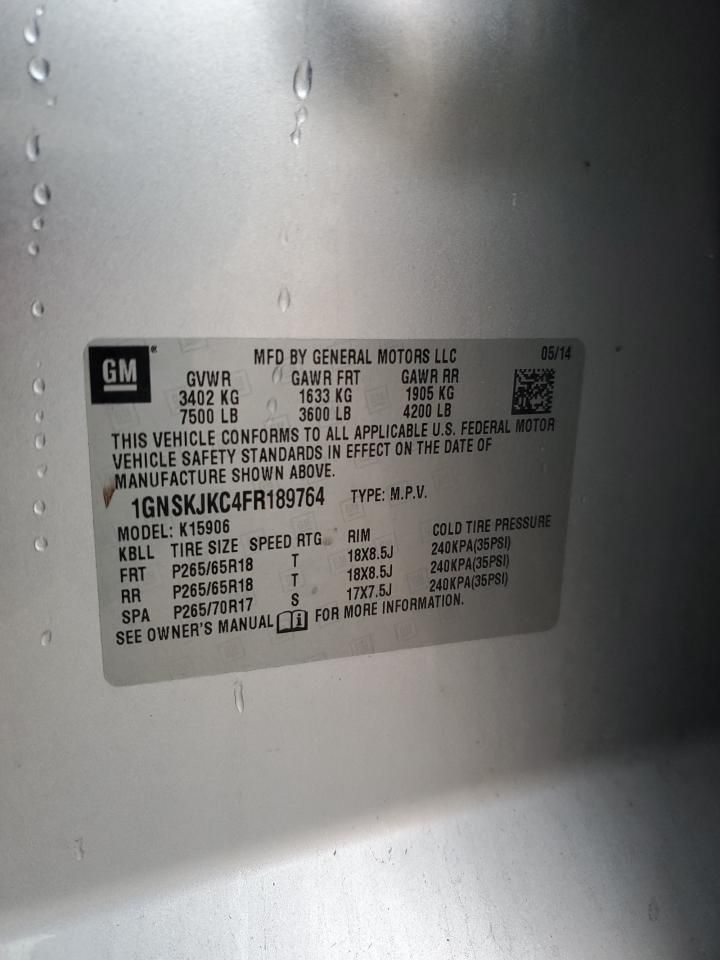 GM®
MFD BY GENERAL MOTORS LLC 05/14
GVWR GAWR FRT GAWR RR
3402 KG 1633 KG 1905 KG
7500 LB 3600 LB 4200 LB
THIS VEHICLE CONFORMS TO ALL APPLICABLE U.S. FEDERAL MOTOR
VEHICLE SAFETY STANDARDS IN EFFECT ON THE DATE OF
MANUFACTURE SHOWN ABOVE.
1GNSKJKC4FR189764 TYPE: M.P.V.
MODEL: K15906
KBLL TIRE SIZE SPEED RTG RIM COLD TIRE PRESSURE
FRT P265/65R18 T 18X8.5J 240KPA(35PSI)
RR P265/65R18 T 18X8.5J 240KPA(35PSI)
SPA P265/70R17 S 17X7.5J 240KPA(35PSI)
SEE OWNER'S MANUAL i FOR MORE INFORMATION.